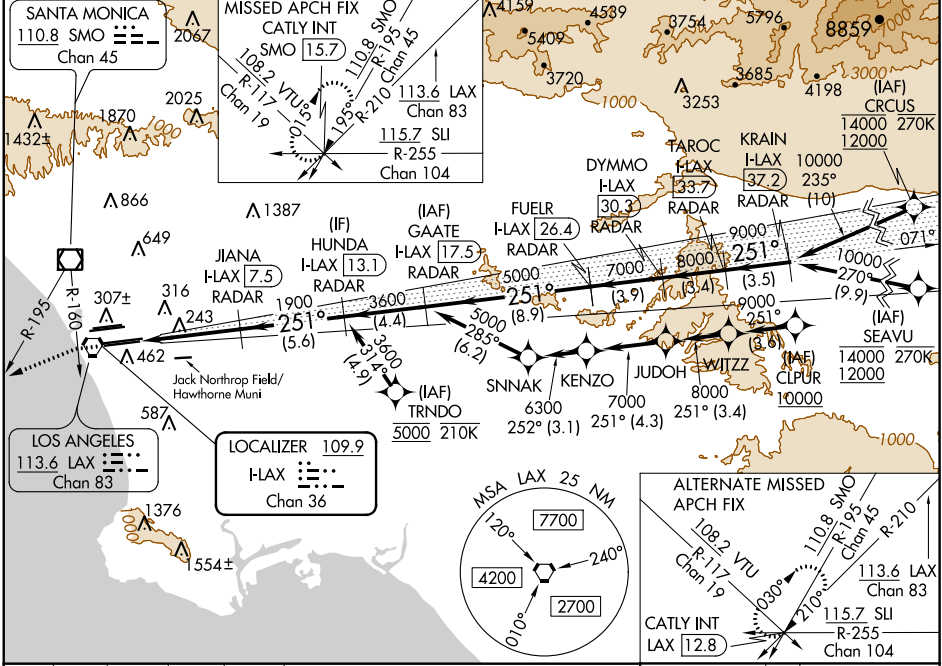 SANTA MONICA
110.8 SMO
Chan 45
2067
1432±
1870
2025
1000
MISSED APCH FIX
CATLY INT
SMO 15.7
108.2 VTU
R-117
Chan 19
110.8 SMO
R-195
Chan 45
R-210
015°
195°
113.6 LAX
Chan 83
115.7 SLI
R-255
Chan 104
4159
5409
4539
3720
3754
5796
8859
3253
3685
4198
3000
1000
(IAF)
CRCUS
14000 270K
12000
KRAIN
I-LAX
37.2
RADAR
10000
235°
(10)
TAROC
I-LAX
33.7
RADAR
DYMMO
I-LAX
30.3
RADAR
FUELR
I-LAX 26.4
RADAR
(IAF)
GAATE
I-LAX 17.5
RADAR
(IF)
HUNDA
I-LAX 13.1
RADAR
JIANA
I-LAX 7.5
RADAR
866
1387
649
307±
316
243
462
587
R-195
R-160
1900
251°
(5.6)
3600
(4.4)
5000
251°
(8.9)
7000
(3.9)
8000
(3.4)
9000
251°
(3.5)
071°
10000
270°
(9.9)
(IAF)
SEAVU
14000 270K
12000
9000
251°
(3.6)
(IAF)
CLPUR
10000
WITZZ
8000
251° (3.4)
JUDOH
7000
251° (4.3)
KENZO
6300
252° (3.1)
SNNAK
5000
285°
(6.2)
3600
314°
(4.9)
(IAF)
TRNDO
5000 210K
Jack Northrop Field/
Hawthorne Muni
LOS ANGELES
113.6 LAX
Chan 83
LOCALIZER 109.9
I-LAX
Chan 36
1376
1554±
MSA LAX 25 NM
120°
7700
240°
4200
2700
010°
1000
ALTERNATE MISSED
APCH FIX
108.2 VTU
R-117
Chan 19
110.8 SMO
R-195
Chan 45
R-210
030°
210°
113.6 LAX
Chan 83
115.7 SLI
R-255
Chan 104
CATLY INT
LAX 12.8